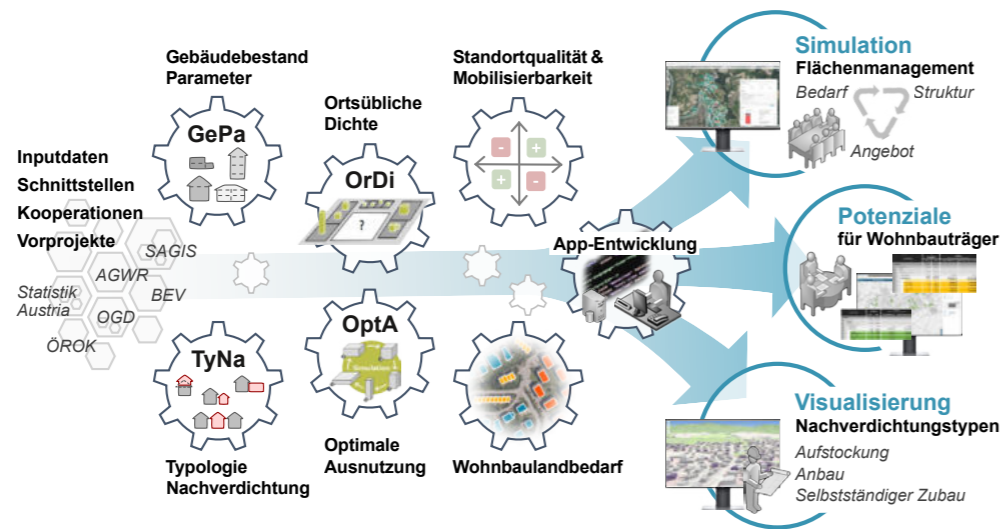 Inputdaten
Schnittstellen
Kooperationen
Vorprojekte
SAGIS
AGWR
Statistik
Austria
BEV
OGD
ÖROK
Gebäudebestand
Parameter
GePa
TyNa
Typologie
Nachverdichtung
Ortsübliche
Dichte
OrDi
?
OptA
Simulation
Optimale
Ausnutzung
Standortqualität &
Mobilisierbarkeit
- +
+ -
Wohnbaulandbedarf
App-Entwicklung
Simulation
Flächenmanagement
Bedarf
Struktur
Angebot
Potenziale
für Wohnbauträger
Visualisierung
Nachverdichtungstypen
Aufstockung
Anbau
Selbstständiger Zubau